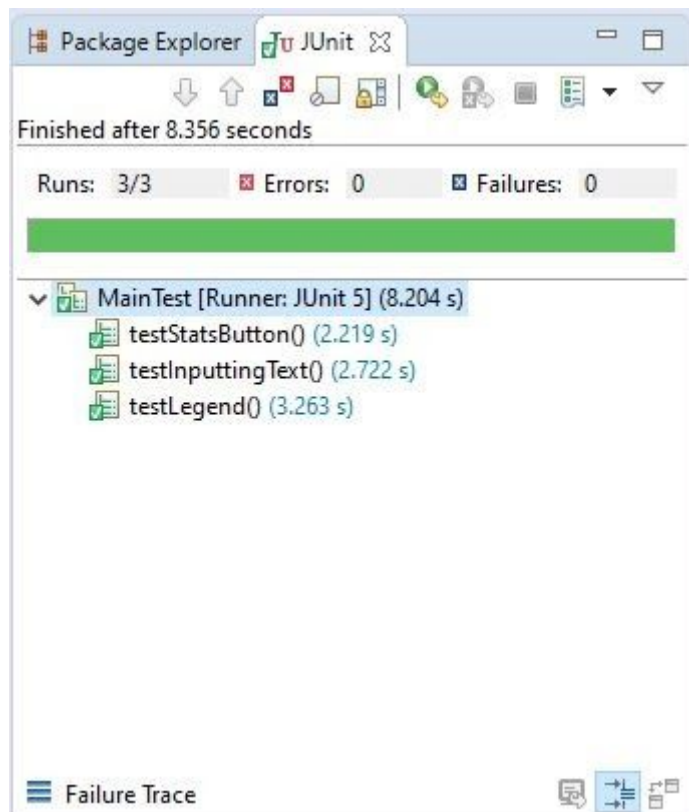 Package Explorer JUnit
Finished after 8.356 seconds
Runs: 3/3 Errors: 0 Failures: 0
MainTest [Runner: JUnit 5] (8.204 s)
testStatsButton() (2.219 s)
testInputtingText() (2.722 s)
testLegend() (3.263 s)
Failure Trace